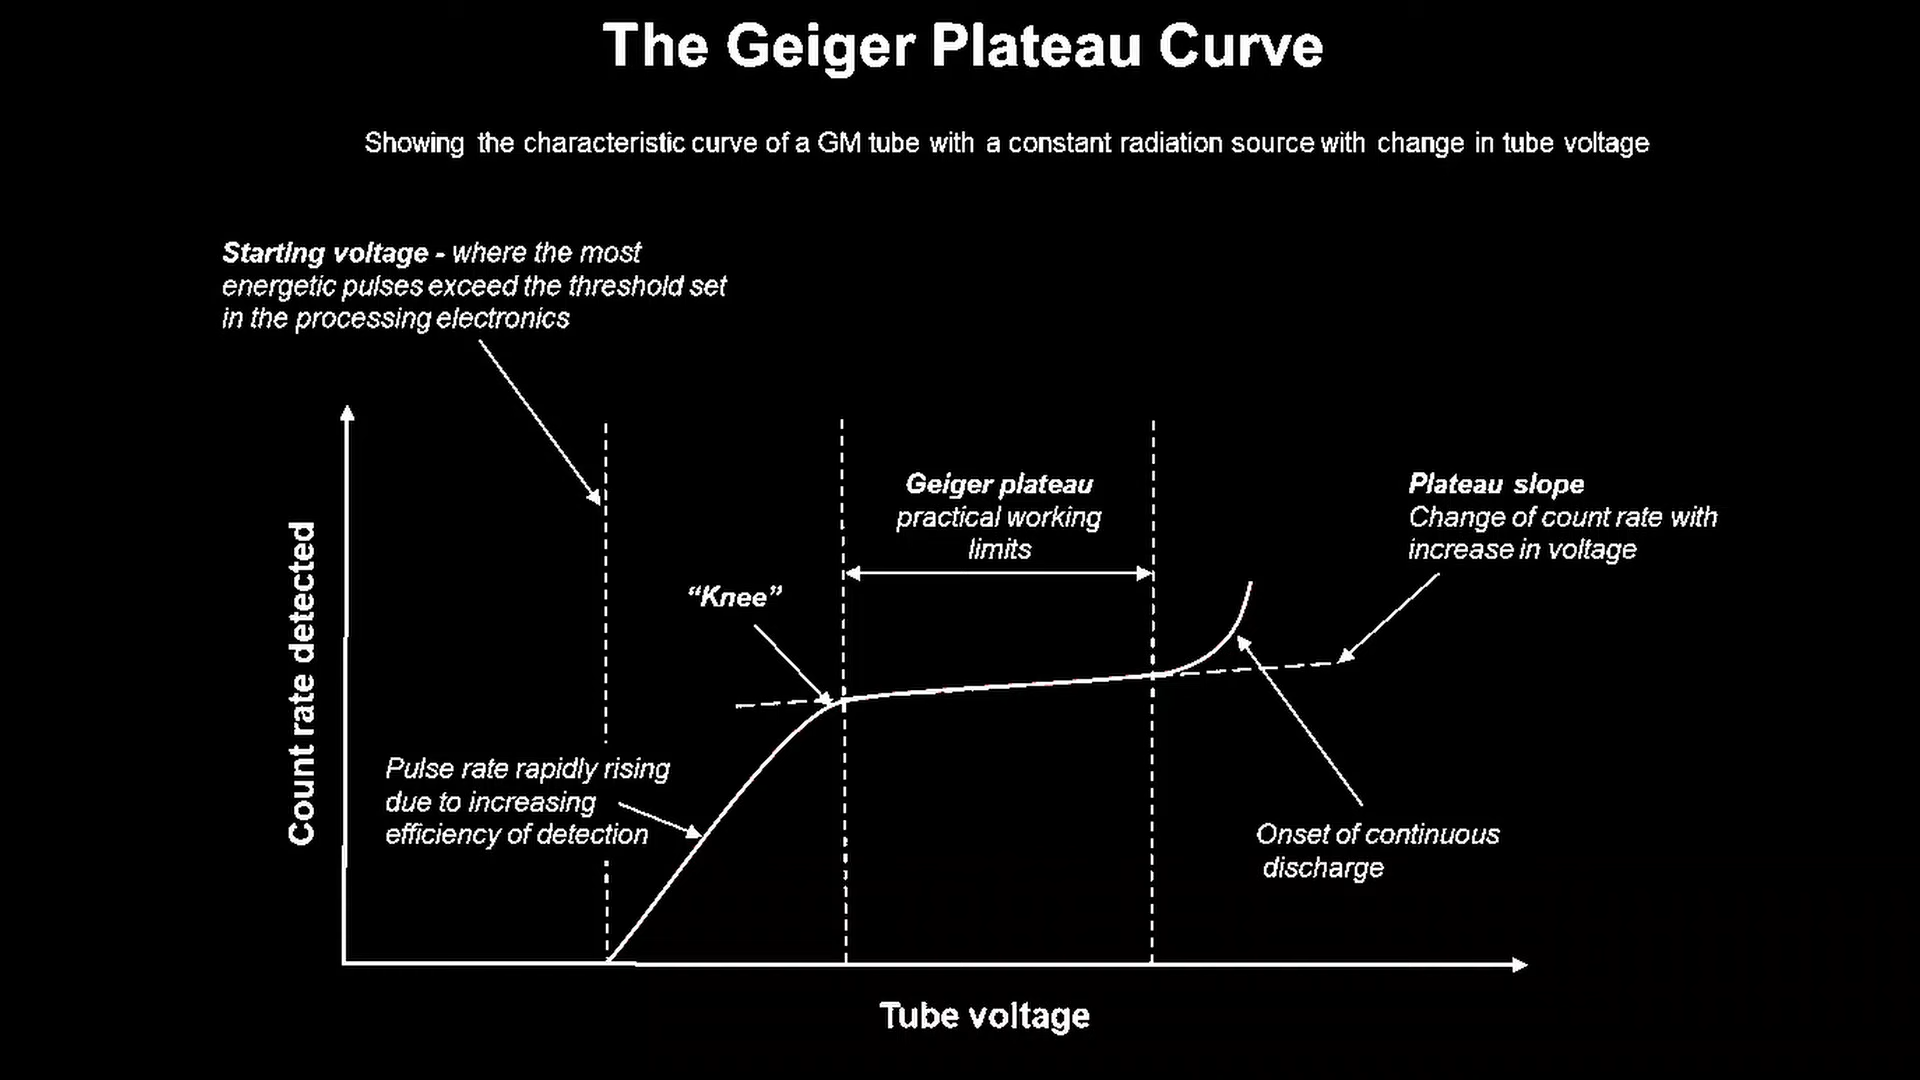 The Geiger Plateau Curve
Showing the characteristic curve of a GM tube with a constant radiation source with change in tube voltage
Starting voltage - where the most
energetic pulses exceed the threshold set
in the processing electronics
Geiger plateau
practical working
limits
Plateau slope
Change of count rate with
increase in voltage
“Knee”
Count rate detected
Pulse rate rapidly rising
due to increasing
efficiency of detection
Onset of continuous
discharge
Tube voltage